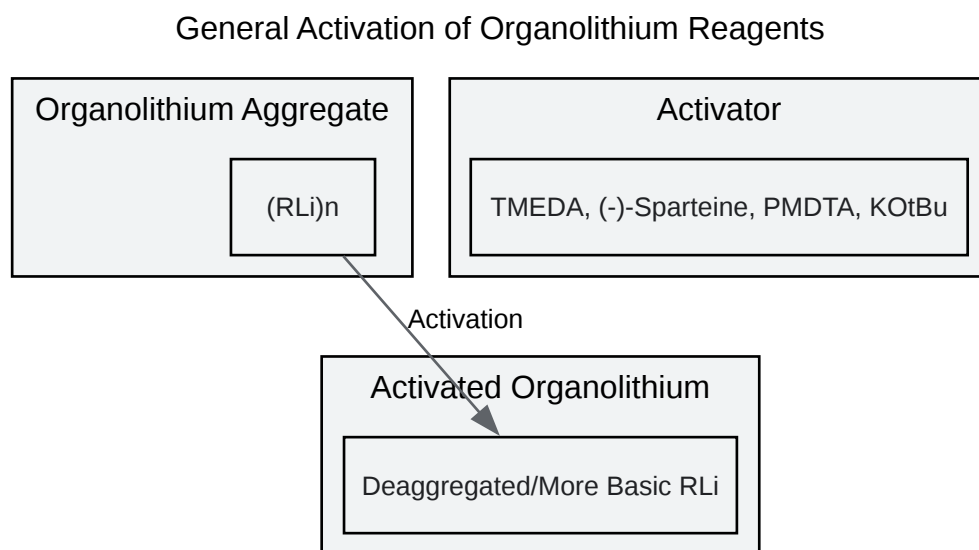 General Activation of Organolithium Reagents
Organolithium Aggregate
(RLi)n
Activator
TMEDA, (-)-Sparteine, PMDTA, KOtBu
Activation
Activated Organolithium
Deaggregated/More Basic RLi